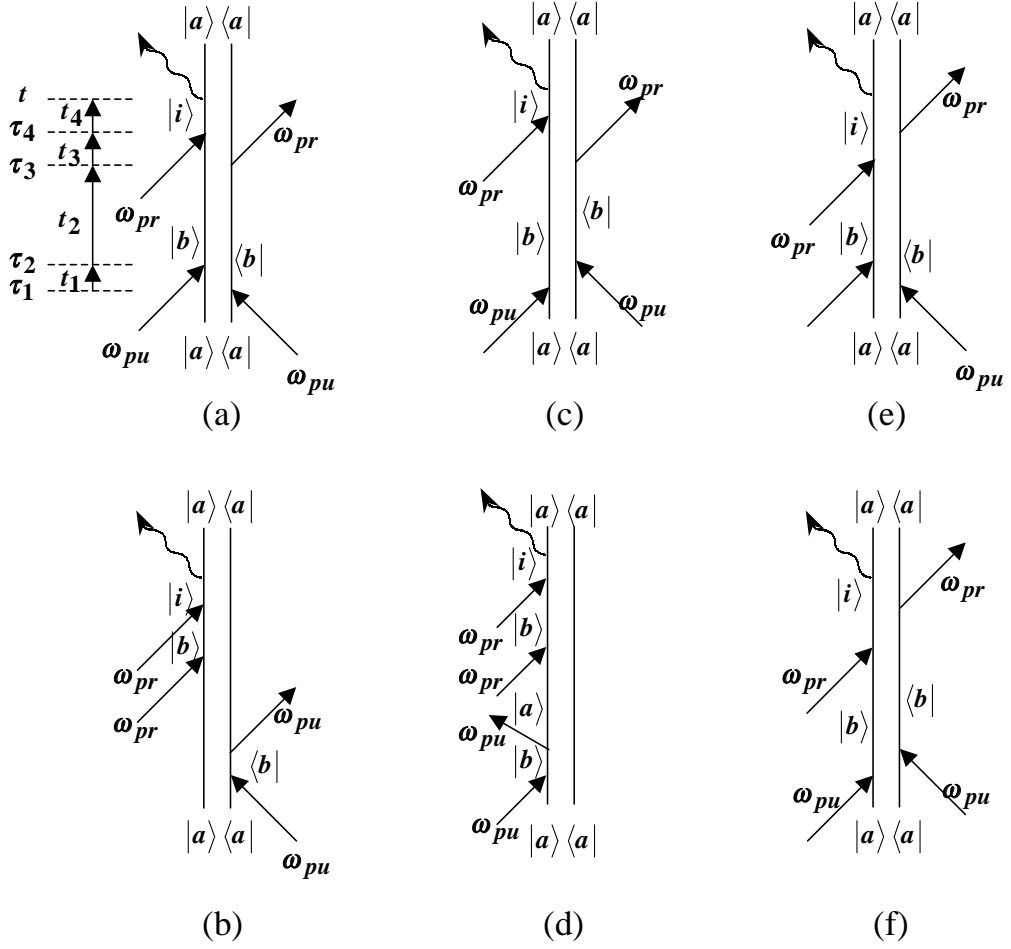 |a⟩ ⟨a|
|i⟩
ω_pr
ω_pr
|b⟩
⟨b|
ω_pu
ω_pu
|a⟩ ⟨a|
t
τ4
τ3
τ2
τ1
t4
t3
t2
t1
(a)
|a⟩ ⟨a|
ω_pr
|i⟩
ω_pr
⟨b|
|b⟩
ω_pu
ω_pu
|a⟩ ⟨a|
(c)
|a⟩ ⟨a|
ω_pr
|i⟩
ω_pr
|b⟩
⟨b|
ω_pu
|a⟩ ⟨a|
(e)
|a⟩ ⟨a|
|i⟩
|b⟩
ω_pr
ω_pr
ω_pu
⟨b|
|a⟩ ⟨a|
ω_pu
(b)
|a⟩ ⟨a|
|i⟩
ω_pr
|b⟩
ω_pr
|a⟩
ω_pu
|b⟩
ω_pu
|a⟩ ⟨a|
(d)
|a⟩ ⟨a|
ω_pr
|i⟩
ω_pr
⟨b|
|b⟩
ω_pu
ω_pu
|a⟩ ⟨a|
(f)